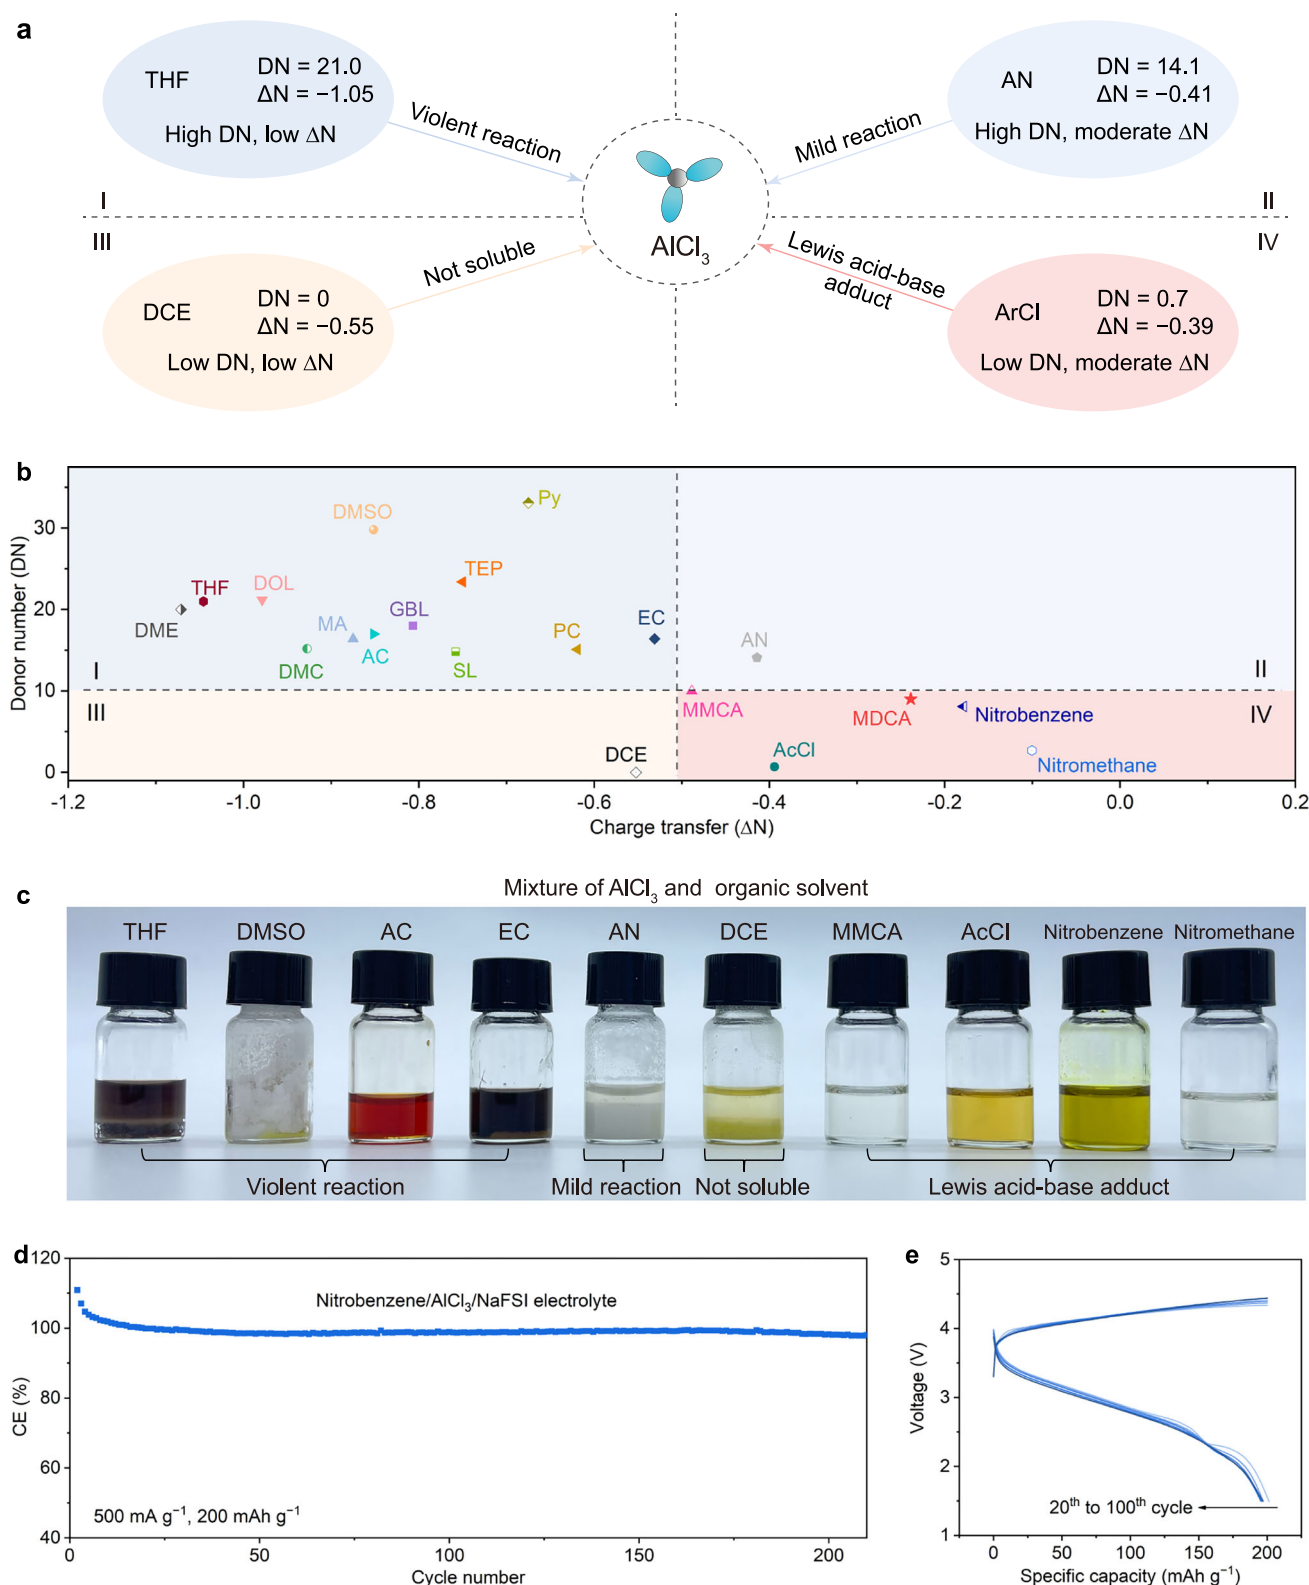 a
THF
DN = 21.0
ΔN = −1.05
High DN, low ΔN
Violent reaction
AN
DN = 14.1
ΔN = −0.41
High DN, moderate ΔN
Mild reaction
I
II
III
IV
AlCl3
DCE
DN = 0
ΔN = −0.55
Low DN, low ΔN
Not soluble
Lewis acid-base
adduct
ArCl
DN = 0.7
ΔN = −0.39
Low DN, moderate ΔN
b
Donor number (DN)
30
20
10
0
Py
DMSO
TEP
THF
DOL
DME
MA
GBL
AC
DMC
SL
PC
EC
AN
I
II
III
IV
MMCA
MDCA
Nitrobenzene
DCE
AcCl
Nitromethane
-1.2
-1.0
-0.8
-0.6
-0.4
-0.2
0.0
0.2
Charge transfer (ΔN)
c
Mixture of AlCl3 and organic solvent
THF
DMSO
AC
EC
AN
DCE
MMCA
AcCl
Nitrobenzene
Nitromethane
Violent reaction
Mild reaction
Not soluble
Lewis acid-base adduct
d
CE (%)
120
100
80
60
40
Nitrobenzene/AlCl3/NaFSI electrolyte
500 mA g−1, 200 mAh g−1
0
50
100
150
200
Cycle number
e
Voltage (V)
5
4
3
2
1
20th to 100th cycle
0
50
100
150
200
Specific capacity (mAh g−1)